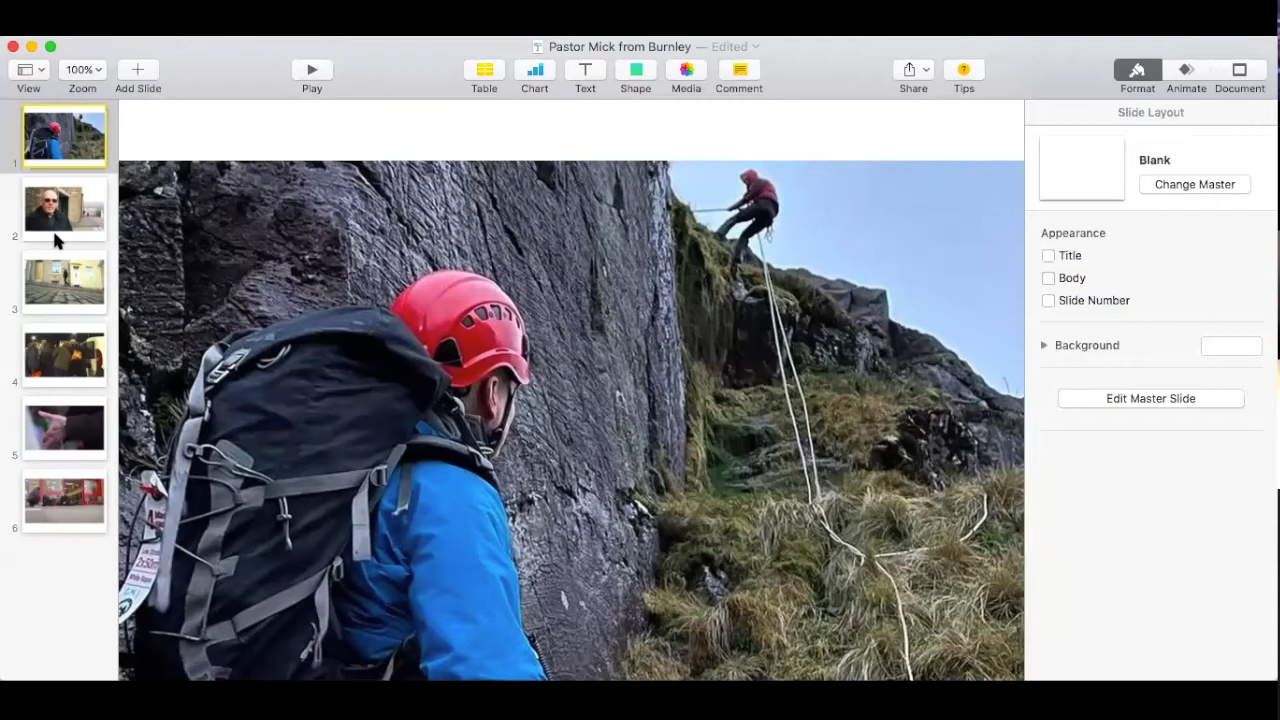 Pastor Mick from Burnley — Edited
100%
View
Zoom
Add Slide
Play
Table
Chart
Text
Shape
Media
Comment
Share
Tips
Format
Animate
Document
Slide Layout
Blank
Change Master
Appearance
Title
Body
Slide Number
Background
Edit Master Slide
1
2
3
4
5
6
2x50m